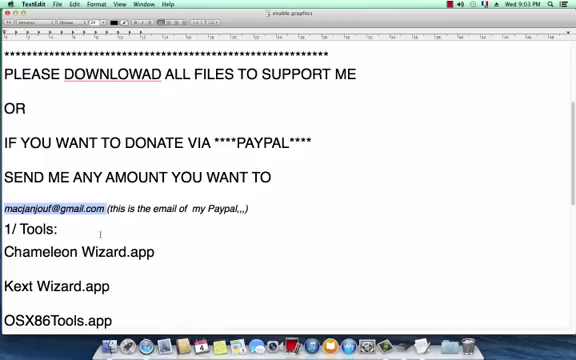 TextEdit File Edit Format View Window Help Wed 9:03 PM
enable graphics
**************************************************
PLEASE DOWNLOWAD ALL FILES TO SUPPORT ME
OR
IF YOU WANT TO DONATE VIA ****PAYPAL****
SEND ME ANY AMOUNT YOU WANT TO
macjanjouf@gmail.com (this is the email of my Paypal,,,)
1/ Tools:
Chameleon Wizard.app
Kext Wizard.app
OSX86Tools.app